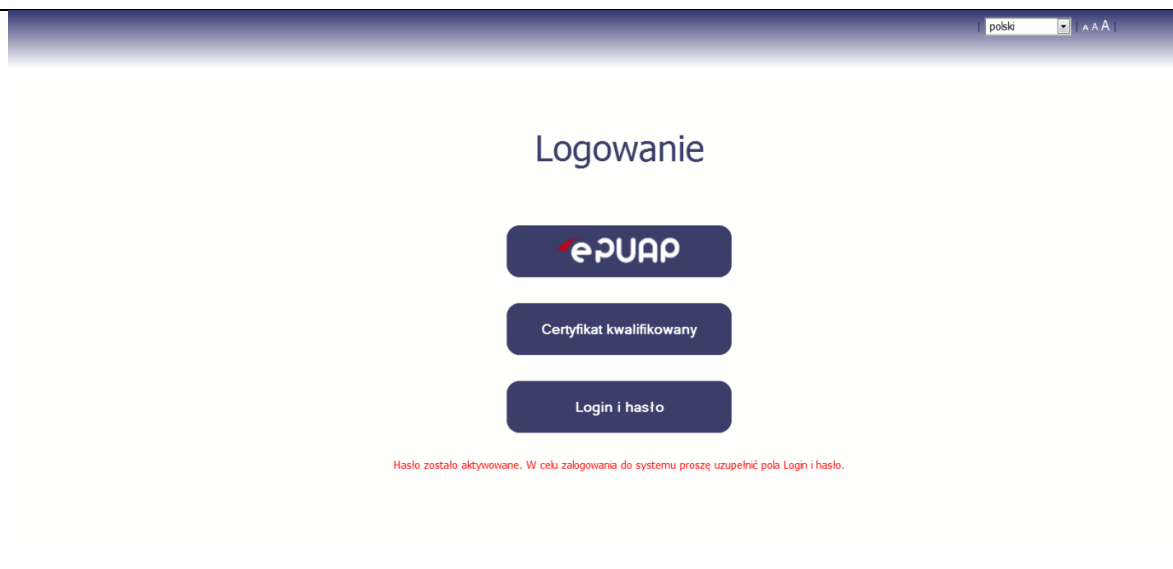 polski
A A A
Logowanie
ePUAP
Certyfikat kwalifikowany
Login i hasło
Hasło zostało aktywowane. W celu zalogowania do systemu proszę uzupełnić pola Login i hasło.